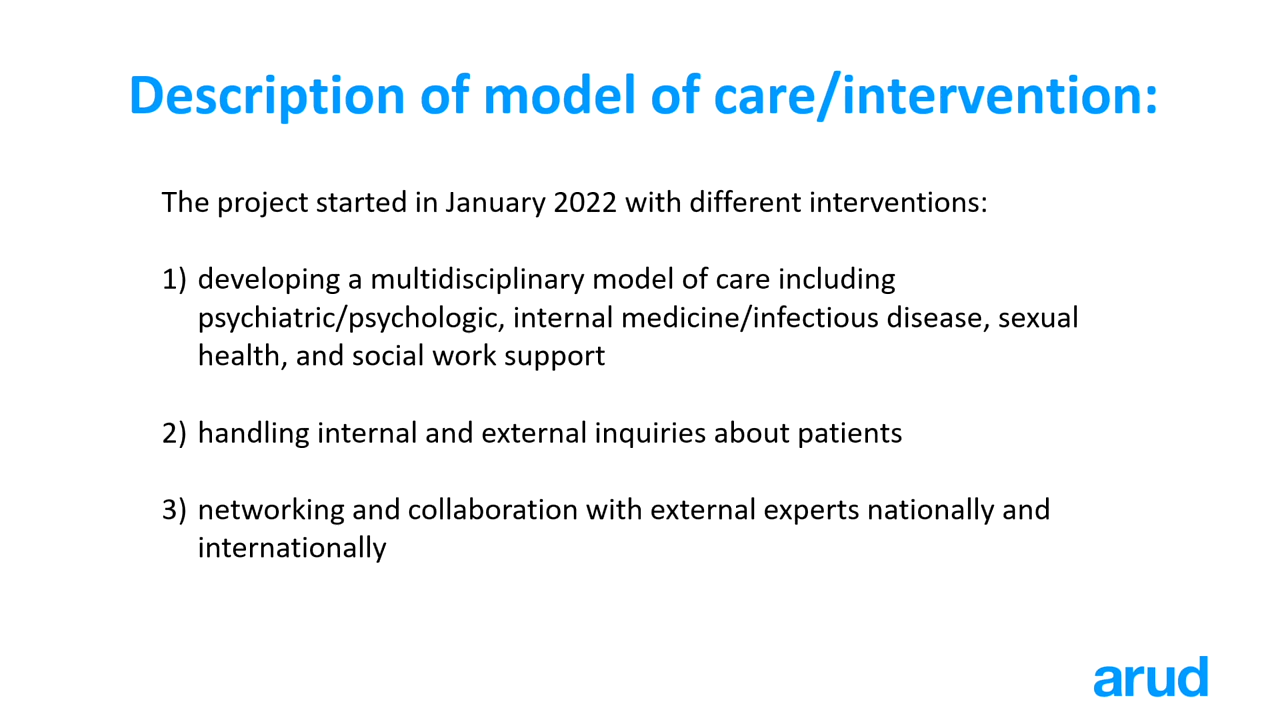 Description of model of care/intervention:
The project started in January 2022 with different interventions:
1) developing a multidisciplinary model of care including
psychiatric/psychologic, internal medicine/infectious disease, sexual
health, and social work support
2) handling internal and external inquiries about patients
3) networking and collaboration with external experts nationally and
internationally
arud